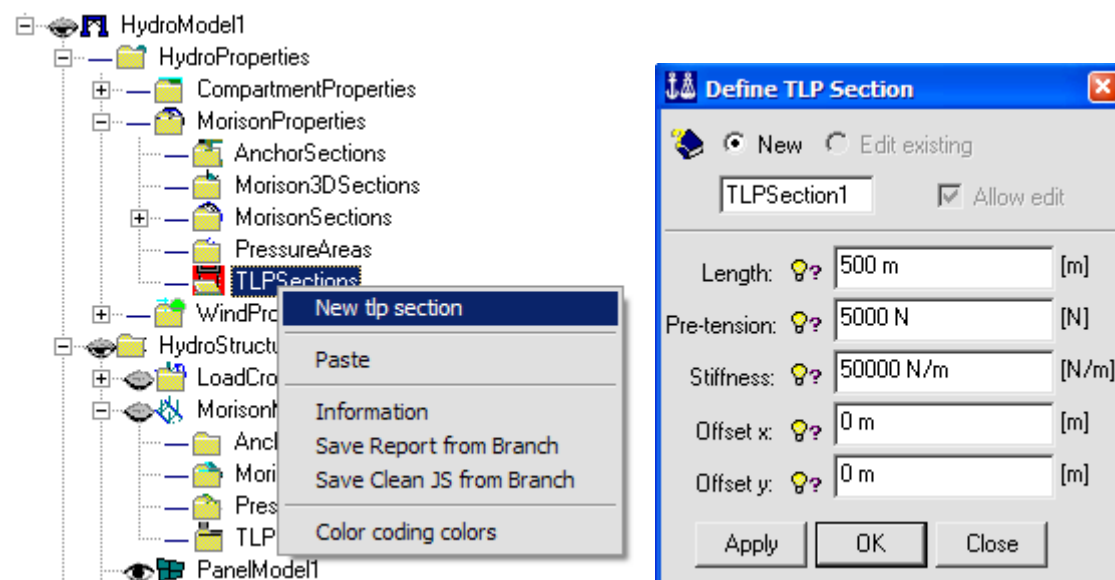 HydroModel1
HydroProperties
CompartmentProperties
MorisonProperties
AnchorSections
Morison3DSections
MorisonSections
PressureAreas
TLPSections
WindPro
HydroStructu
LoadCro
Morison
Ancl
Mori
Pres
TLP
PanelModel1
New tlp section
Paste
Information
Save Report from Branch
Save Clean JS from Branch
Color coding colors
Define TLP Section
New Edit existing
TLPSection1 Allow edit
Length: 500 m [m]
Pre-tension: 5000 N [N]
Stiffness: 50000 N/m [N/m]
Offset x: 0 m [m]
Offset y: 0 m [m]
Apply OK Close